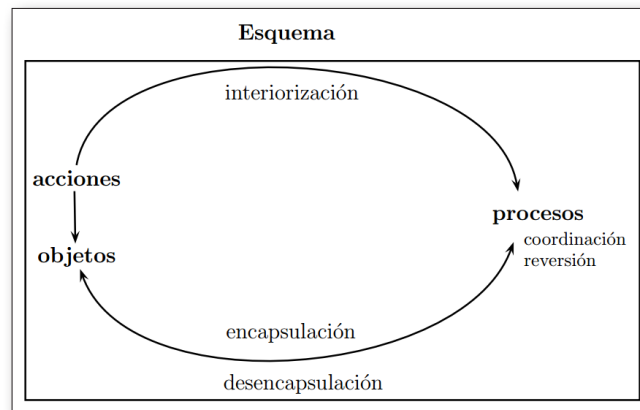 Esquema
interiorización
acciones
procesos
coordinación
reversión
objetos
encapsulación
desencapsulación